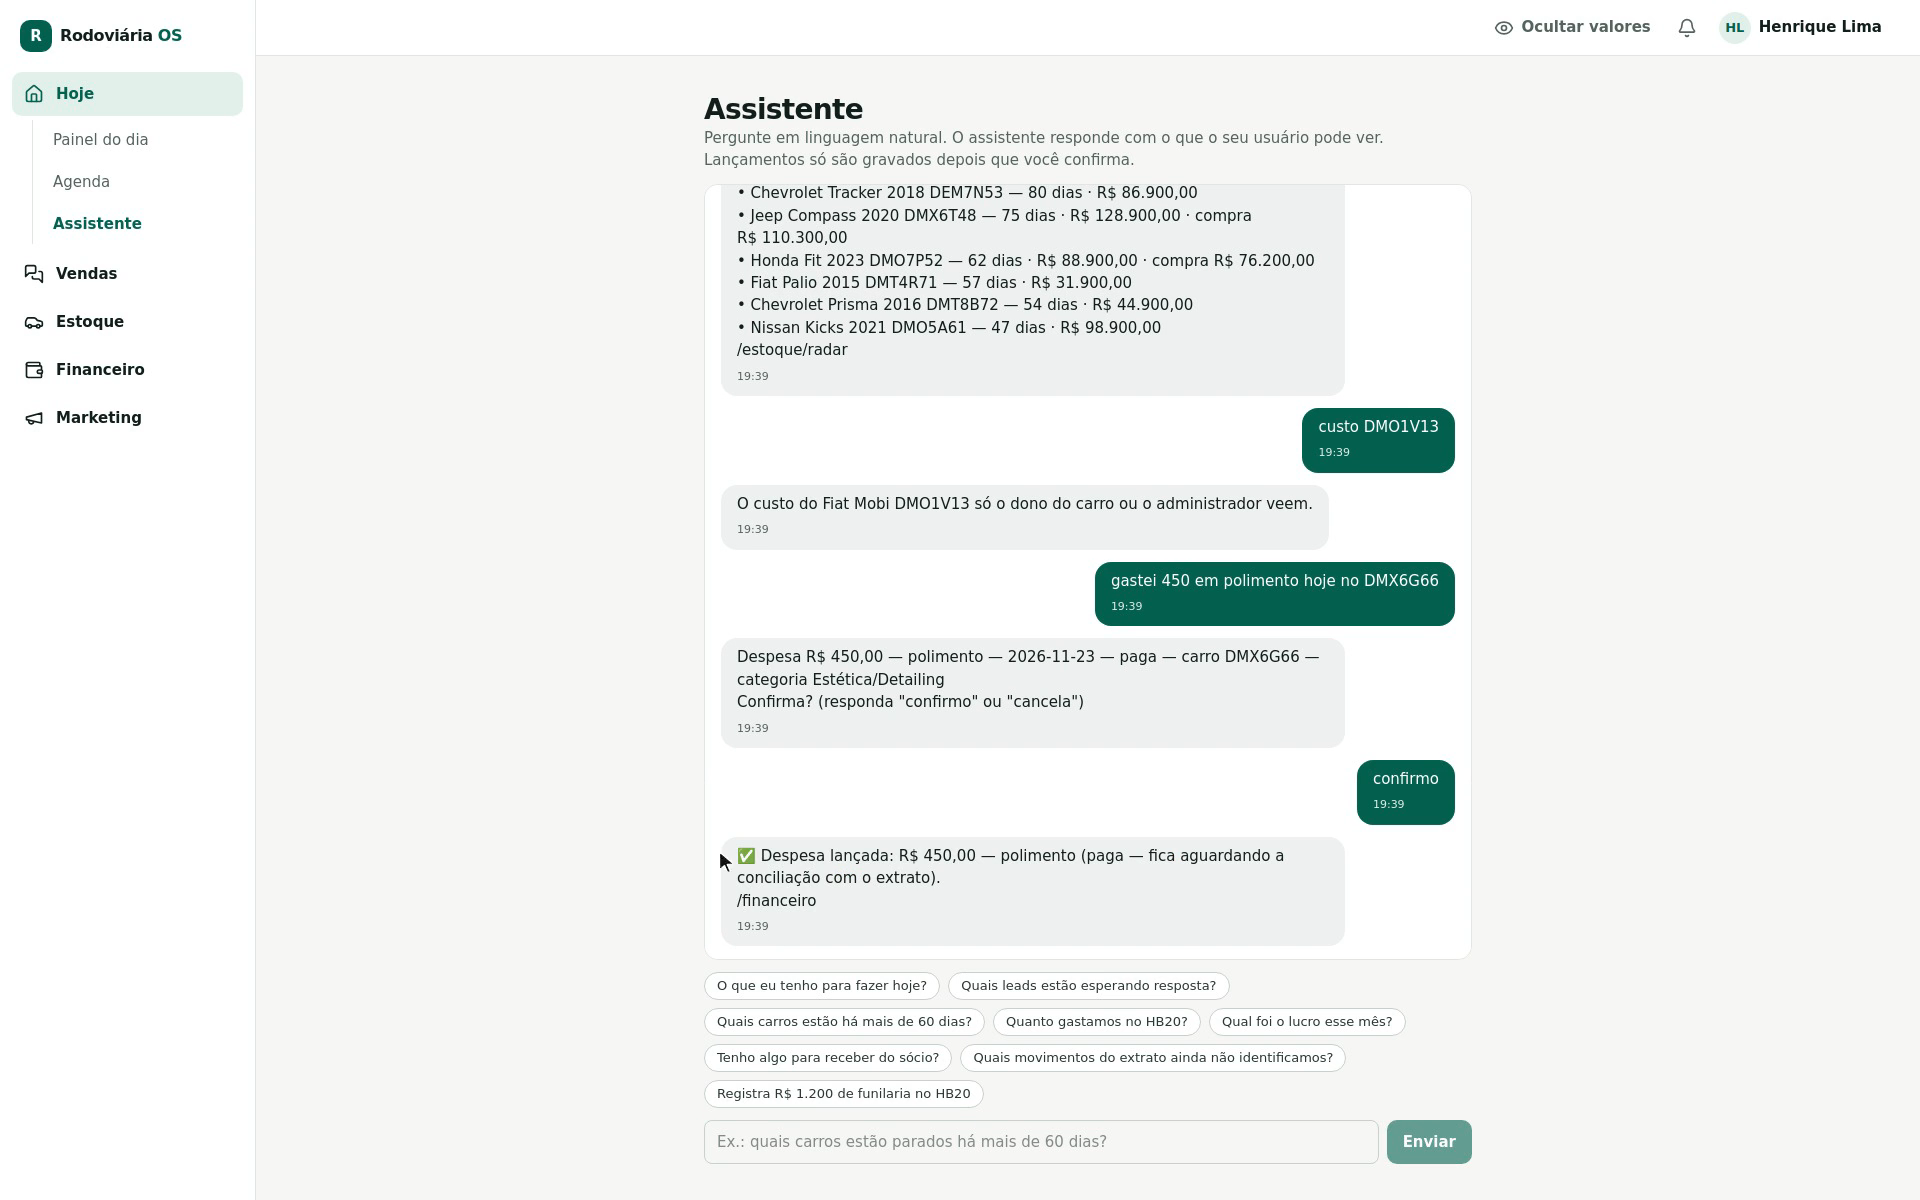 R Rodoviária OS
Ocultar valores
HL Henrique Lima
Hoje
Painel do dia
Agenda
Assistente
Vendas
Estoque
Financeiro
Marketing
Assistente
Pergunte em linguagem natural. O assistente responde com o que o seu usuário pode ver.
Lançamentos só são gravados depois que você confirma.
• Chevrolet Tracker 2018 DEM7N53 — 80 dias · R$ 86.900,00
• Jeep Compass 2020 DMX6T48 — 75 dias · R$ 128.900,00 · compra
R$ 110.300,00
• Honda Fit 2023 DMO7P52 — 62 dias · R$ 88.900,00 · compra R$ 76.200,00
• Fiat Palio 2015 DMT4R71 — 57 dias · R$ 31.900,00
• Chevrolet Prisma 2016 DMT8B72 — 54 dias · R$ 44.900,00
• Nissan Kicks 2021 DMO5A61 — 47 dias · R$ 98.900,00
/estoque/radar
19:39
custo DMO1V13
19:39
O custo do Fiat Mobi DMO1V13 só o dono do carro ou o administrador veem.
19:39
gastei 450 em polimento hoje no DMX6G66
19:39
Despesa R$ 450,00 — polimento — 2026-11-23 — paga — carro DMX6G66 —
categoria Estética/Detailing
Confirma? (responda "confirmo" ou "cancela")
19:39
confirmo
19:39
✅ Despesa lançada: R$ 450,00 — polimento (paga — fica aguardando a
conciliação com o extrato).
/financeiro
19:39
O que eu tenho para fazer hoje?
Quais leads estão esperando resposta?
Quais carros estão há mais de 60 dias?
Quanto gastamos no HB20?
Qual foi o lucro esse mês?
Tenho algo para receber do sócio?
Quais movimentos do extrato ainda não identificamos?
Registra R$ 1.200 de funilaria no HB20
Ex.: quais carros estão parados há mais de 60 dias?
Enviar